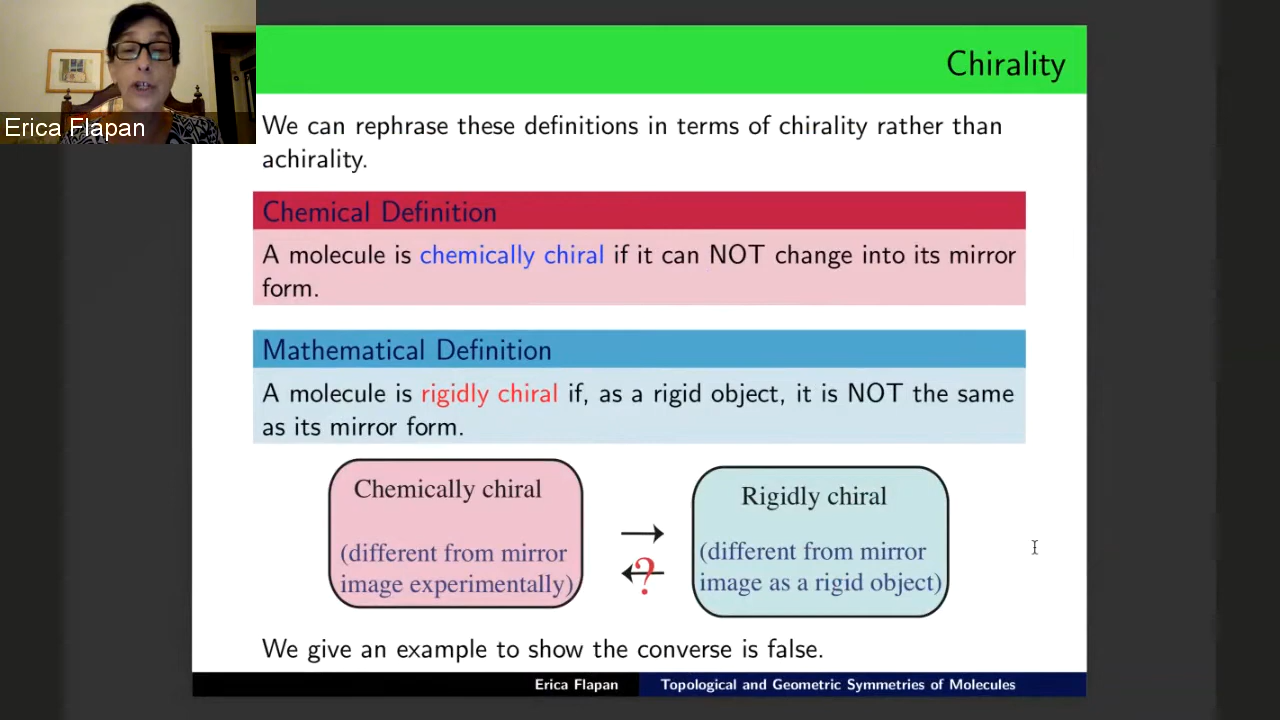 Chirality
Erica Flapan
We can rephrase these definitions in terms of chirality rather than
achirality.
Chemical Definition
A molecule is chemically chiral if it can NOT change into its mirror
form.
Mathematical Definition
A molecule is rigidly chiral if, as a rigid object, it is NOT the same
as its mirror form.
Chemically chiral
(different from mirror
image experimentally)
→
←
?
Rigidly chiral
(different from mirror
image as a rigid object)
We give an example to show the converse is false.
Erica Flapan
Topological and Geometric Symmetries of Molecules